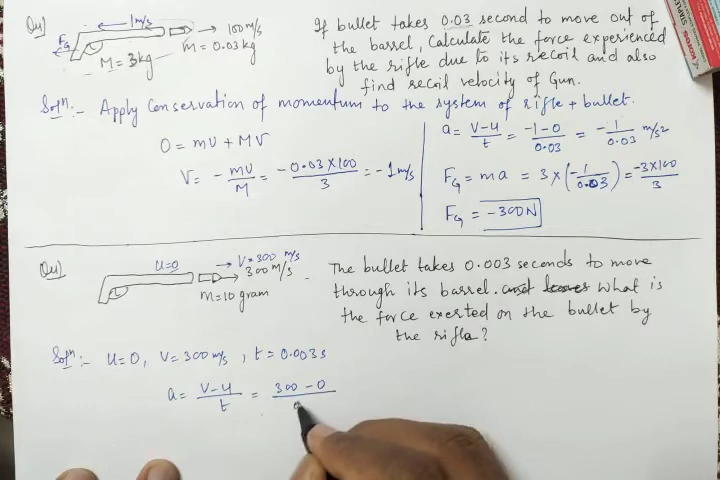 Qu)
1 m/s
100 m/s
m = 0.03 kg
M = 3 kg
FG
If bullet takes 0.03 second to move out of
the barrel, Calculate the force experienced
by the rifle due to its recoil and also
find recoil velocity of Gun.
Solⁿ:- Apply Conservation of momentum to the system of rifle + bullet.
0 = mu + MV
V = - mu/M = -0.03×100/3 = -1 m/s
a = v-u/t = -1-0/0.03 = -1/0.03 m/s²
FG = ma = 3 × (-1/0.03) = -3×100/3
FG = -300N
Qu)
u=0
V = 300 m/s
300 m/s
m = 10 gram
The bullet takes 0.003 seconds to move
through its barrel. and leaves What is
the force exerted on the bullet by
the rifle?
Solⁿ:- u=0, V = 300 m/s, t = 0.003 s
a = v-u/t = 300-0/